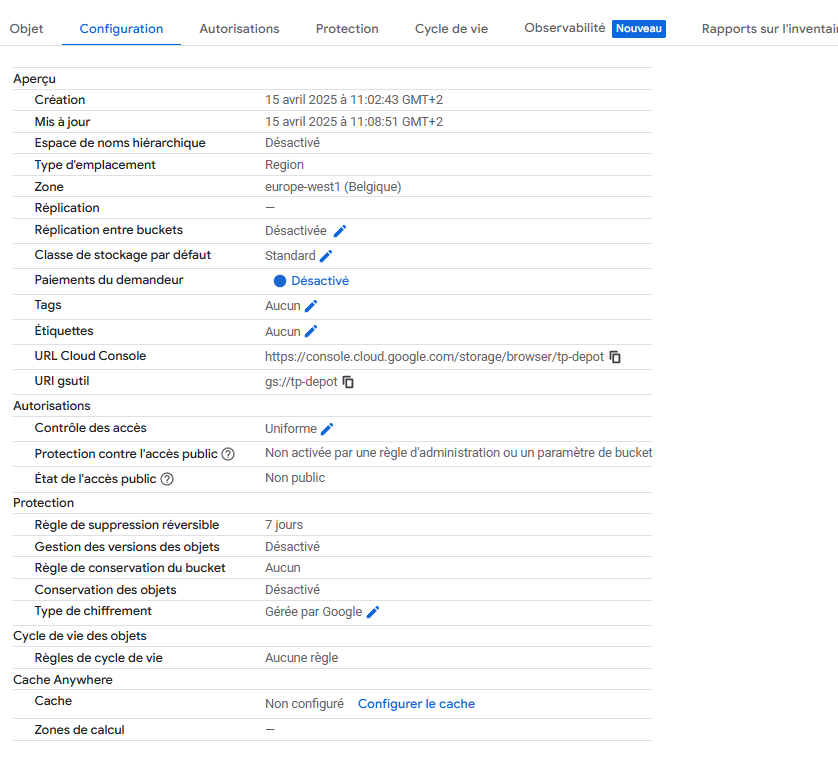 Objet Configuration Autorisations Protection Cycle de vie Observabilité Nouveau Rapports sur
Aperçu
Création 15 avril 2025 à 11:02:43 GMT+2
Mis à jour 15 avril 2025 à 11:08:51 GMT+2
Espace de noms hiérarchique Désactivé
Type d'emplacement Region
Zone europe-west1 (Belgique)
Réplication —
Réplication entre buckets Désactivée
Classe de stockage par défaut Standard
Paiements du demandeur Désactivé
Tags Aucun
Étiquettes Aucun
URL Cloud Console https://console.cloud.google.com/storage/browser/tp-depot
URI gsutil gs://tp-depot
Autorisations
Contrôle des accès Uniforme
Protection contre l'accès public Non activée par une règle d'administration ou un paramètre de bucket
État de l'accès public Non public
Protection
Règle de suppression réversible 7 jours
Gestion des versions des objets Désactivé
Règle de conservation du bucket Aucun
Conservation des objets Désactivé
Type de chiffrement Gérée par Google
Cycle de vie des objets
Règles de cycle de vie Aucune règle
Cache Anywhere
Cache Non configuré Configurer le cache
Zones de calcul —